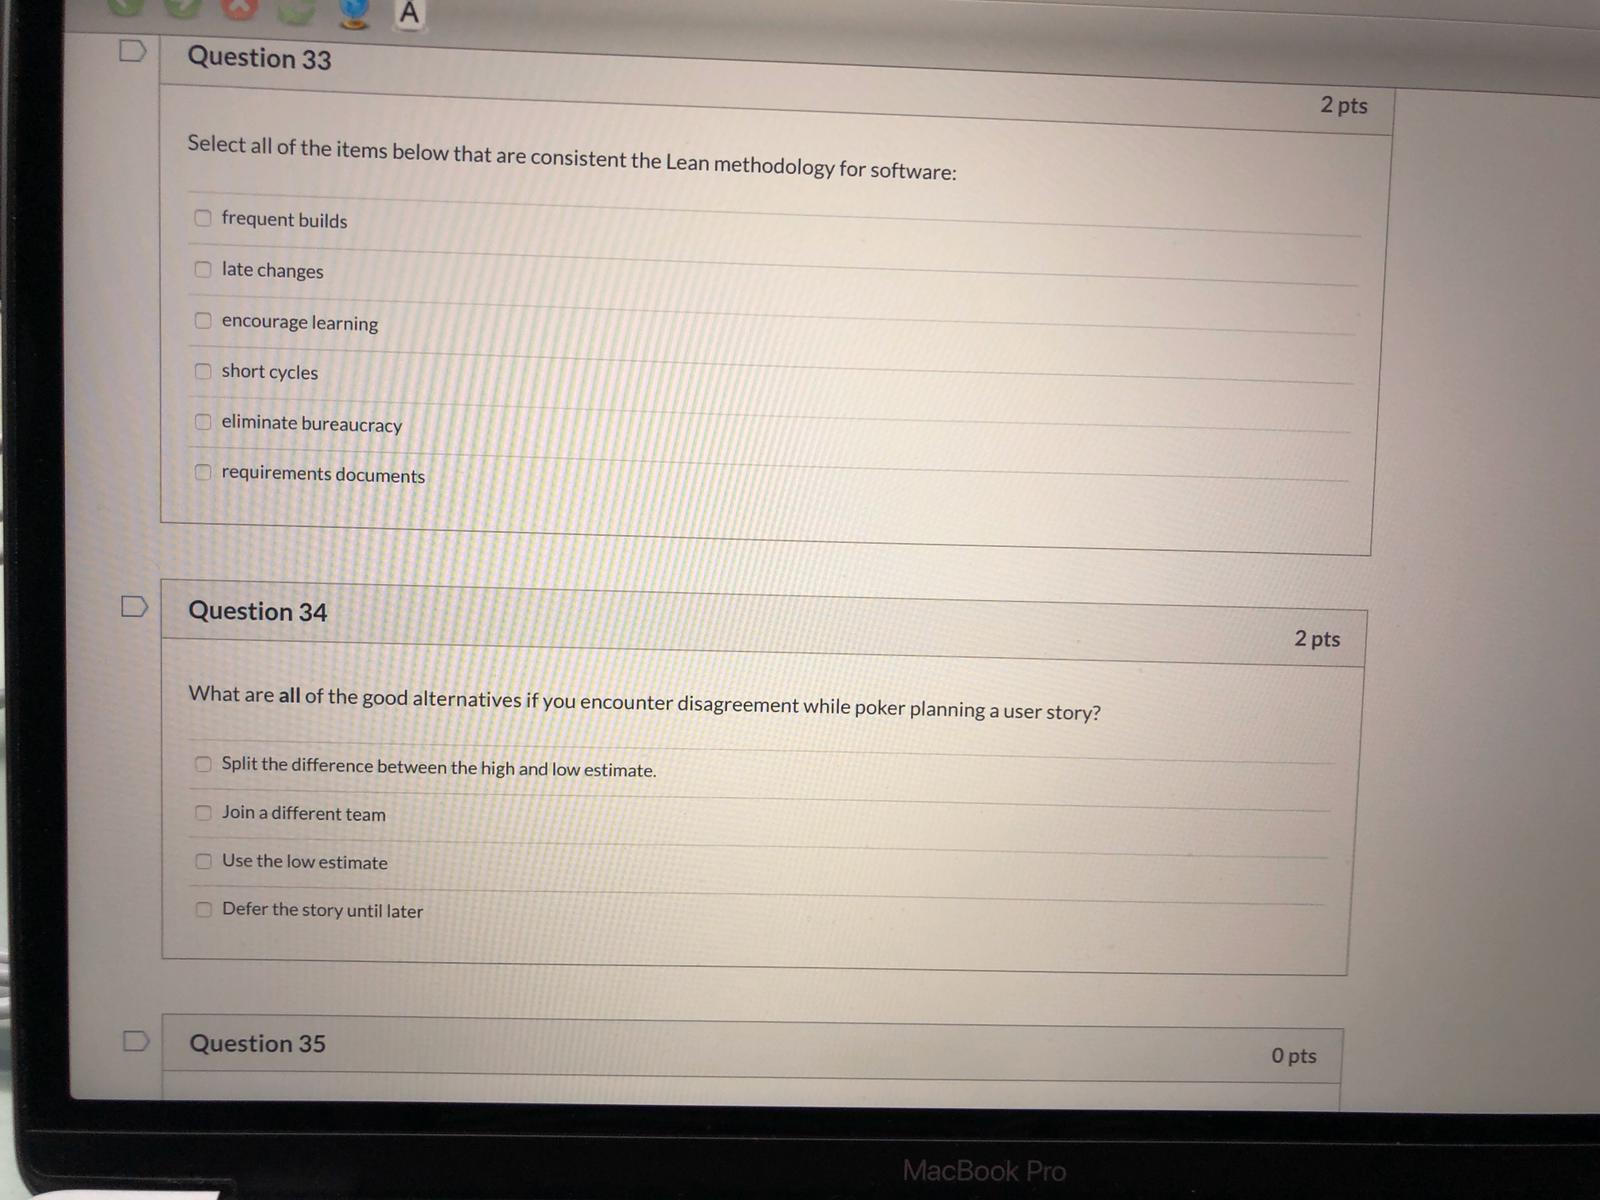 A
Question 33
2 pts
Select all of the items below that are consistent the Lean methodology for software:
frequent builds
late changes
encourage learning
short cycles
eliminate bureaucracy
requirements documents
Question 34
2 pts
What are all of the good alternatives if you encounter disagreement while poker planning a user story?
Split the difference between the high and low estimate.
Join a different team
Use the low estimate
Defer the story until later
Question 35
0 pts
MacBook Pro